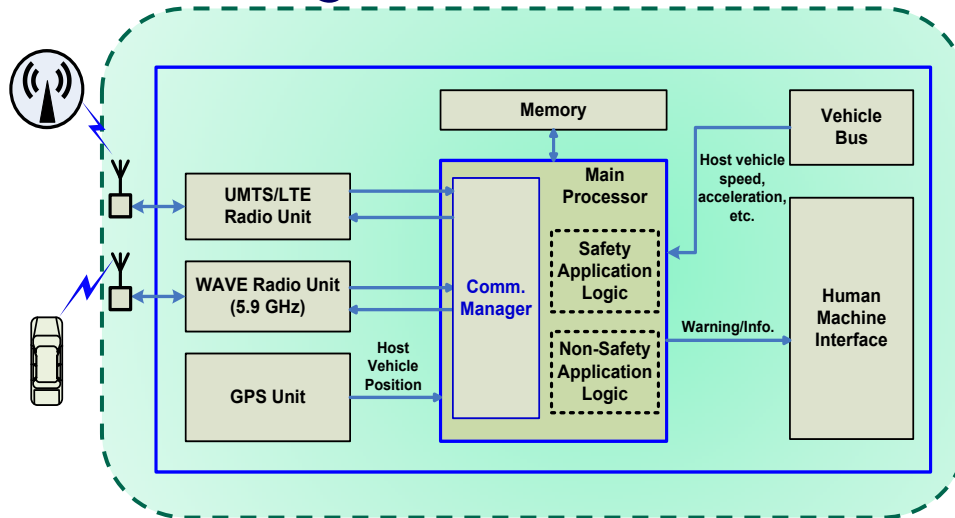 Memory
Vehicle
Bus
Main
Processor
Host vehicle
speed,
acceleration,
etc.
UMTS/LTE
Radio Unit
Safety
Application
Logic
WAVE Radio Unit
(5.9 GHz)
Comm.
Manager
Human
Machine
Interface
Warning/Info.
Host
Vehicle
Position
Non-Safety
Application
Logic
GPS Unit